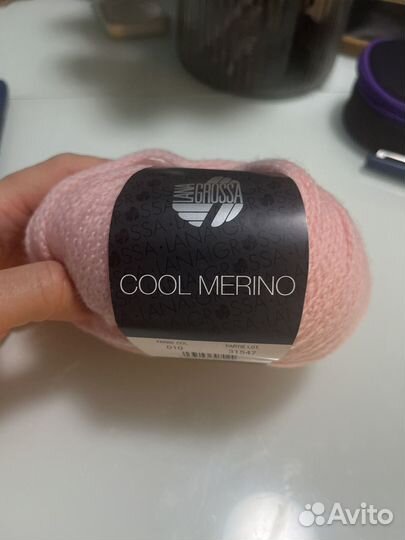 LANA
GROSSA
COOL MERINO
FARBE COL. PARTIE LOT
010 31547
Avito